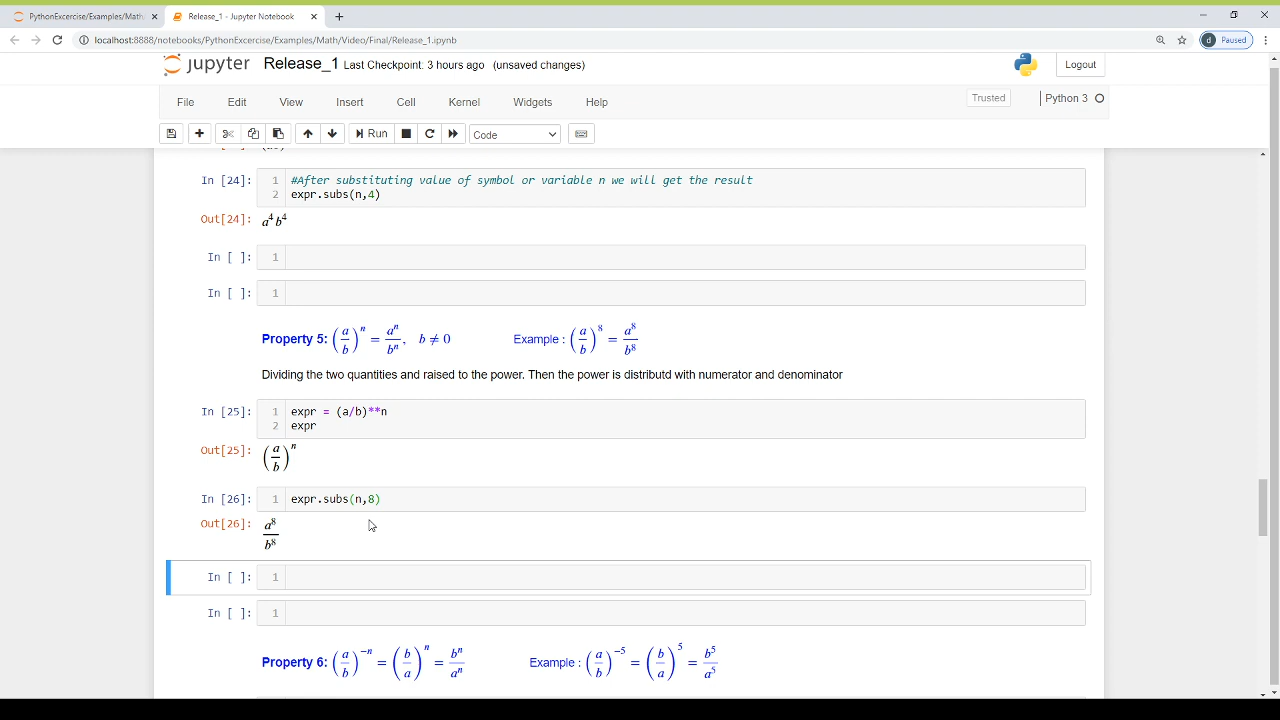 PythonExcercise/Examples/Math
Release_1 - Jupyter Notebook
localhost:8888/notebooks/PythonExcercise/Examples/Math/Video/Final/Release_1.ipynb
d Paused
jupyter Release_1 Last Checkpoint: 3 hours ago (unsaved changes)
Logout
File Edit View Insert Cell Kernel Widgets Help
Trusted
Python 3
Run
Code
In [24]:
1 #After substituting value of symbol or variable n we will get the result
2 expr.subs(n,4)
Out[24]: a⁴b⁴
In [ ]: 1
In [ ]: 1
Property 5: (a/b)ⁿ = aⁿ/bⁿ, b ≠ 0 Example : (a/b)⁸ = a⁸/b⁸
Dividing the two quantities and raised to the power. Then the power is distributd with numerator and denominator
In [25]:
1 expr = (a/b)**n
2 expr
Out[25]: (a/b)ⁿ
In [26]: 1 expr.subs(n,8)
Out[26]: a⁸/b⁸
In [ ]: 1
In [ ]: 1
Property 6: (a/b)⁻ⁿ = (b/a)ⁿ = bⁿ/aⁿ Example : (a/b)⁻⁵ = (b/a)⁵ = b⁵/a⁵